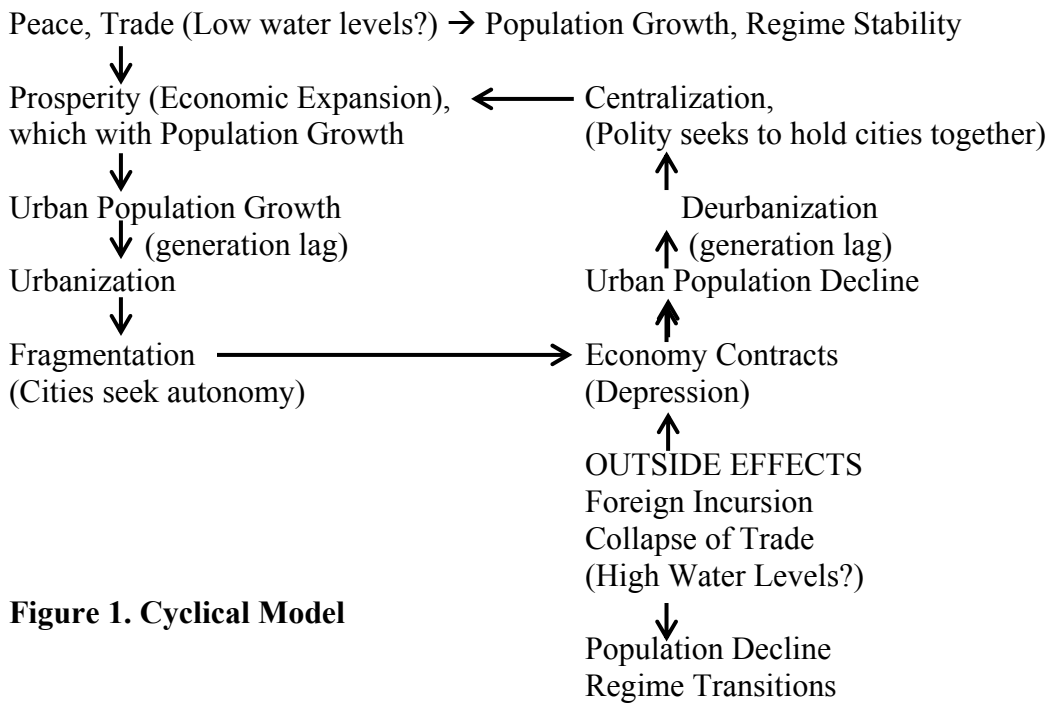 Peace, Trade (Low water levels?) → Population Growth, Regime Stability
Prosperity (Economic Expansion),
which with Population Growth
Centralization,
(Polity seeks to hold cities together)
Urban Population Growth
(generation lag)
Urbanization
Deurbanization
(generation lag)
Urban Population Decline
Fragmentation
(Cities seek autonomy)
Economy Contracts
(Depression)
OUTSIDE EFFECTS
Foreign Incursion
Collapse of Trade
(High Water Levels?)
Figure 1. Cyclical Model
Population Decline
Regime Transitions